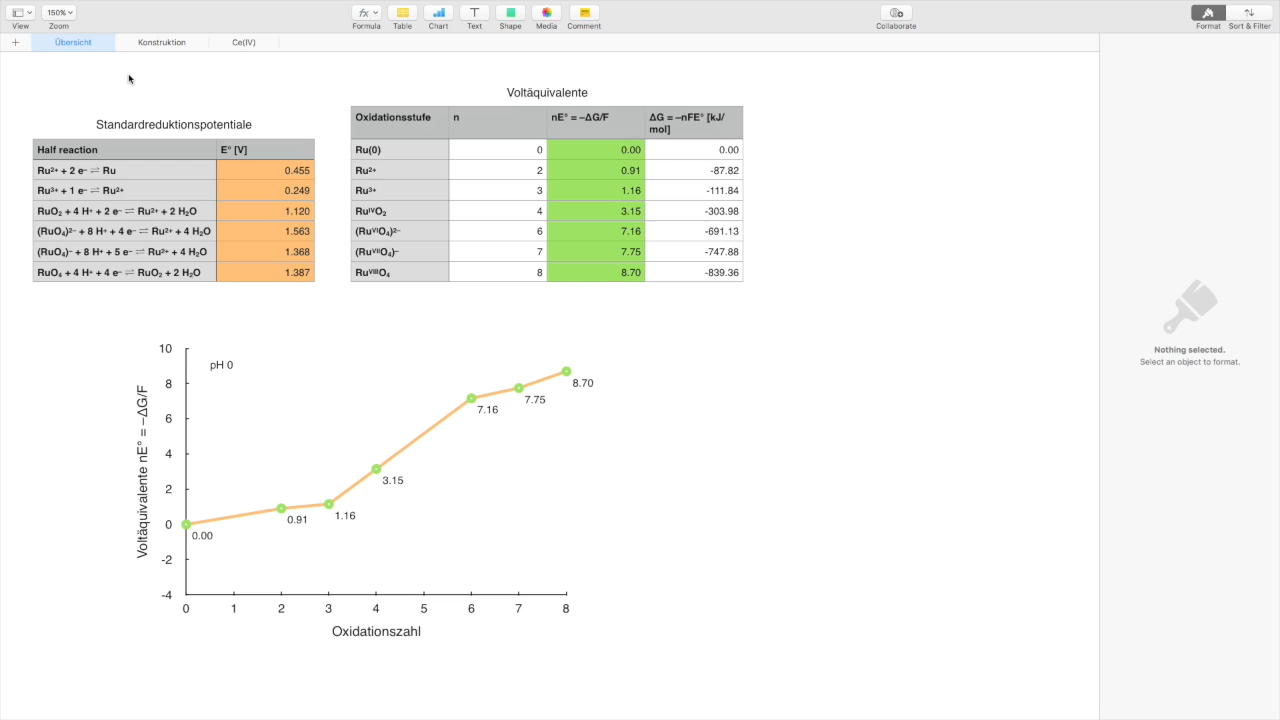 View
150%
Zoom
fx
Formula
Table
Chart
T
Text
Shape
Media
Comment
Collaborate
Format
Sort & Filter
+
Übersicht
Konstruktion
Ce(IV)
Standardreduktionspotentiale
Half reaction E° [V]
Ru²⁺ + 2 e⁻ ⇌ Ru 0.455
Ru³⁺ + 1 e⁻ ⇌ Ru²⁺ 0.249
RuO₂ + 4 H⁺ + 2 e⁻ ⇌ Ru²⁺ + 2 H₂O 1.120
(RuO₄)²⁻ + 8 H⁺ + 4 e⁻ ⇌ Ru²⁺ + 4 H₂O 1.563
(RuO₄)⁻ + 8 H⁺ + 5 e⁻ ⇌ Ru²⁺ + 4 H₂O 1.368
RuO₄ + 4 H⁺ + 4 e⁻ ⇌ RuO₂ + 2 H₂O 1.387
Voltäquivalente
Oxidationsstufe n nE° = –ΔG/F ΔG = –nFE° [kJ/
mol]
Ru(0) 0 0.00 0.00
Ru²⁺ 2 0.91 -87.82
Ru³⁺ 3 1.16 -111.84
RuᴵⱽO₂ 4 3.15 -303.98
(RuⱽᴵO₄)²⁻ 6 7.16 -691.13
(RuⱽᴵᴵO₄)⁻ 7 7.75 -747.88
RuⱽᴵᴵᴵO₄ 8 8.70 -839.36
Nothing selected.
Select an object to format.
pH 0
Voltäquivalente nE° = –ΔG/F
10
8
6
4
2
0
-2
-4
0.00
0.91
1.16
3.15
7.16
7.75
8.70
0 1 2 3 4 5 6 7 8
Oxidationszahl